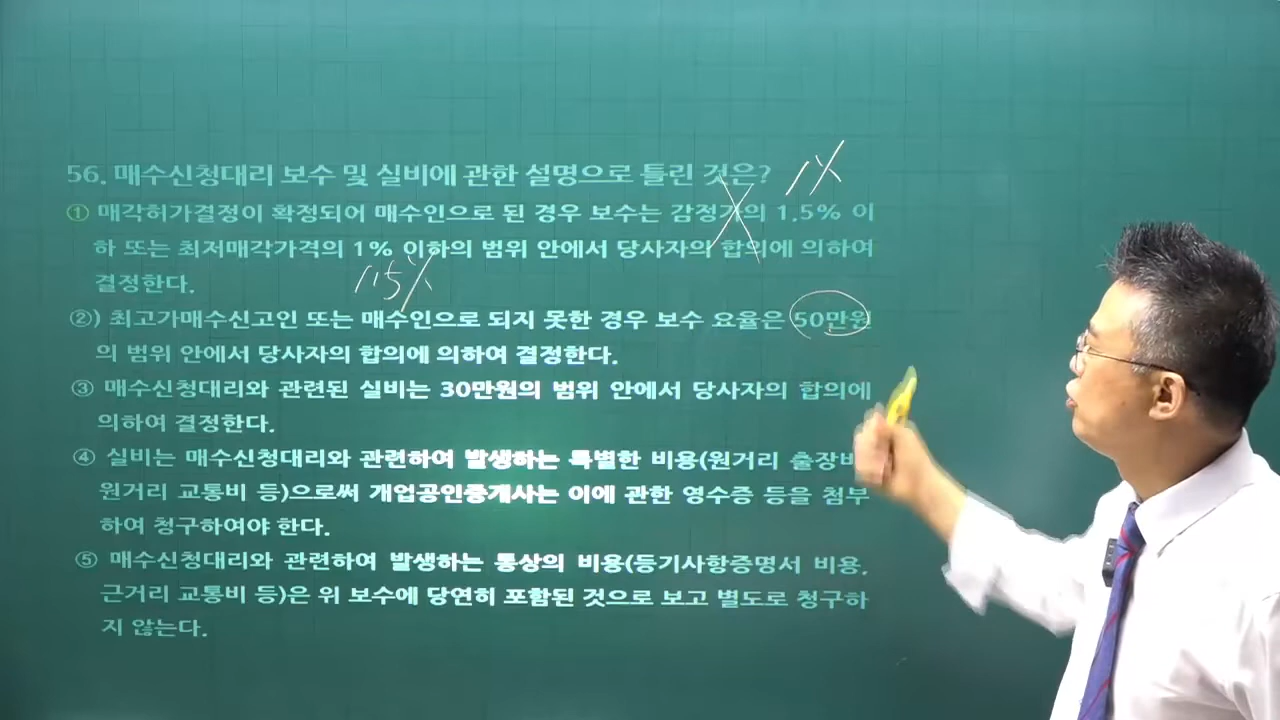 56. 매수신청대리 보수 및 실비에 관한 설명으로 틀린 것은?
1%
① 매각허가결정이 확정되어 매수인으로 된 경우 보수는 감정가의 1.5% 이
하 또는 최저매각가격의 1% 이하의 범위 안에서 당사자의 합의에 의하여
결정한다.
1.5%
②) 최고가매수신고인 또는 매수인으로 되지 못한 경우 보수 요율은 50만원
의 범위 안에서 당사자의 합의에 의하여 결정한다.
③ 매수신청대리와 관련된 실비는 30만원의 범위 안에서 당사자의 합의에
의하여 결정한다.
④ 실비는 매수신청대리와 관련하여 발생하는 특별한 비용(원거리 출장비
원거리 교통비 등)으로써 개업공인중개사는 이에 관한 영수증 등을 첨부
하여 청구하여야 한다.
⑤ 매수신청대리와 관련하여 발생하는 통상의 비용(등기사항증명서 비용,
근거리 교통비 등)은 위 보수에 당연히 포함된 것으로 보고 별도로 청구하
지 않는다.